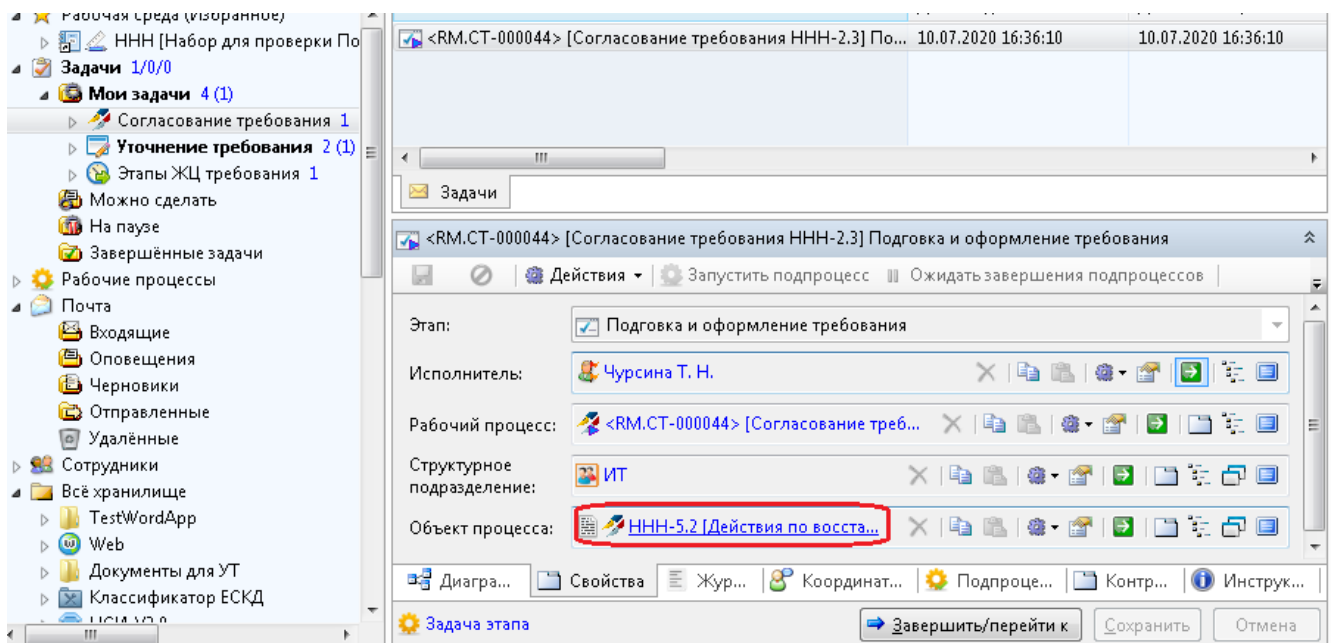 Рабочая среда (Избранное)
ННН [Набор для проверки По
Задачи 1/0/0
Мои задачи 4 (1)
Согласование требования 1
Уточнение требования 2 (1)
Этапы ЖЦ требования 1
Можно сделать
На паузе
Завершённые задачи
Рабочие процессы
Почта
Входящие
Оповещения
Черновики
Отправленные
Удалённые
Сотрудники
Всё хранилище
TestWordApp
Web
Документы для УТ
Классификатор ЕСКД
<RM.CT-000044> [Согласование требования ННН-2.3] По... 10.07.2020 16:36:10 10.07.2020 16:36:10
Задачи
<RM.CT-000044> [Согласование требования ННН-2.3] Подговка и оформление требования
Действия Запустить подпроцесс Ожидать завершения подпроцессов
Этап: Подговка и оформление требования
Исполнитель: Чурсина Т. Н.
Рабочий процесс: <RM.CT-000044> [Согласование треб...
Структурное
подразделение: ИТ
Объект процесса: ННН-5.2 [Действия по восста...
Диагра... Свойства Жур... Координат... Подпроце... Контр... Инструк...
Задача этапа Завершить/перейти к Сохранить Отмена